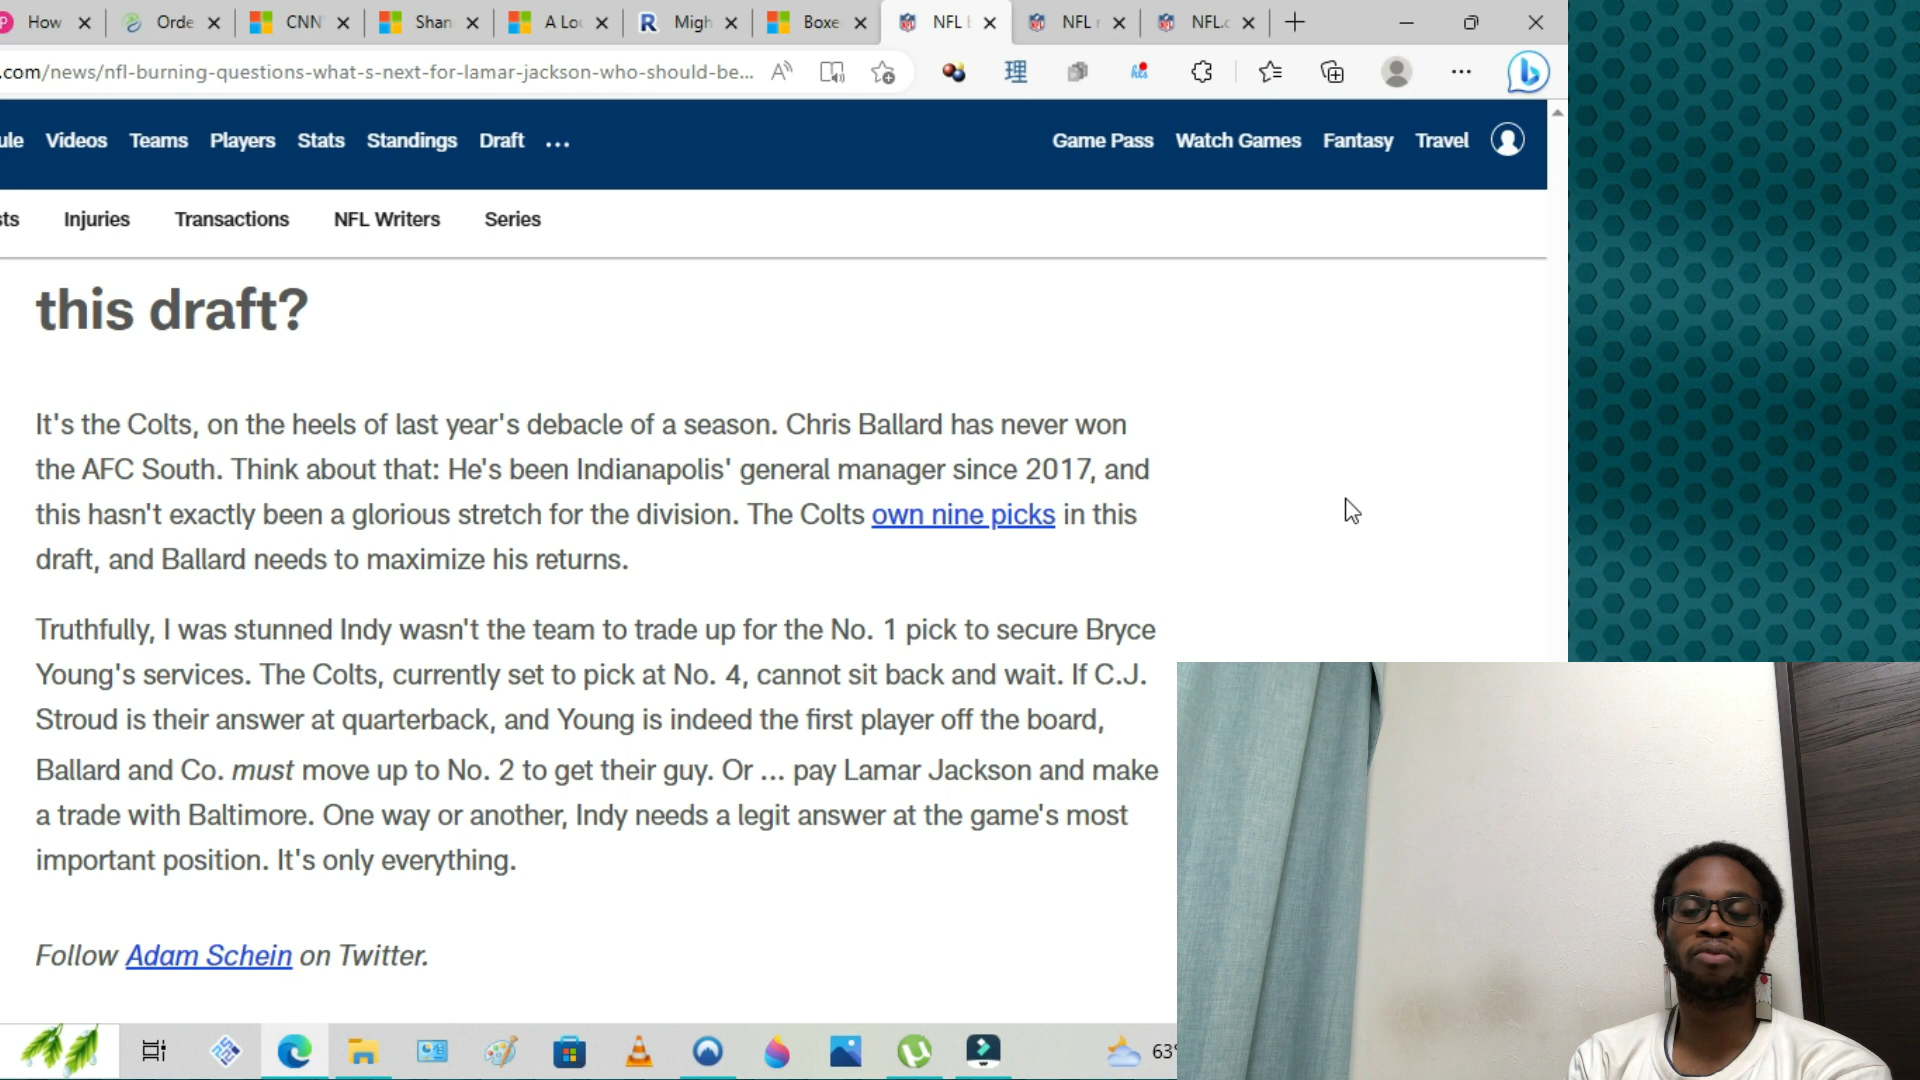 How
Orde
CNN
Shan
A Lou
Migh
Boxe
NFL
NFL
NFL.
.com/news/nfl-burning-questions-what-s-next-for-lamar-jackson-who-should-be...
Videos Teams Players Stats Standings Draft ...
Game Pass Watch Games Fantasy Travel
Injuries Transactions NFL Writers Series
this draft?
It's the Colts, on the heels of last year's debacle of a season. Chris Ballard has never won
the AFC South. Think about that: He's been Indianapolis' general manager since 2017, and
this hasn't exactly been a glorious stretch for the division. The Colts own nine picks in this
draft, and Ballard needs to maximize his returns.
Truthfully, I was stunned Indy wasn't the team to trade up for the No. 1 pick to secure Bryce
Young's services. The Colts, currently set to pick at No. 4, cannot sit back and wait. If C.J.
Stroud is their answer at quarterback, and Young is indeed the first player off the board,
Ballard and Co. must move up to No. 2 to get their guy. Or ... pay Lamar Jackson and make
a trade with Baltimore. One way or another, Indy needs a legit answer at the game's most
important position. It's only everything.
Follow Adam Schein on Twitter.
63°